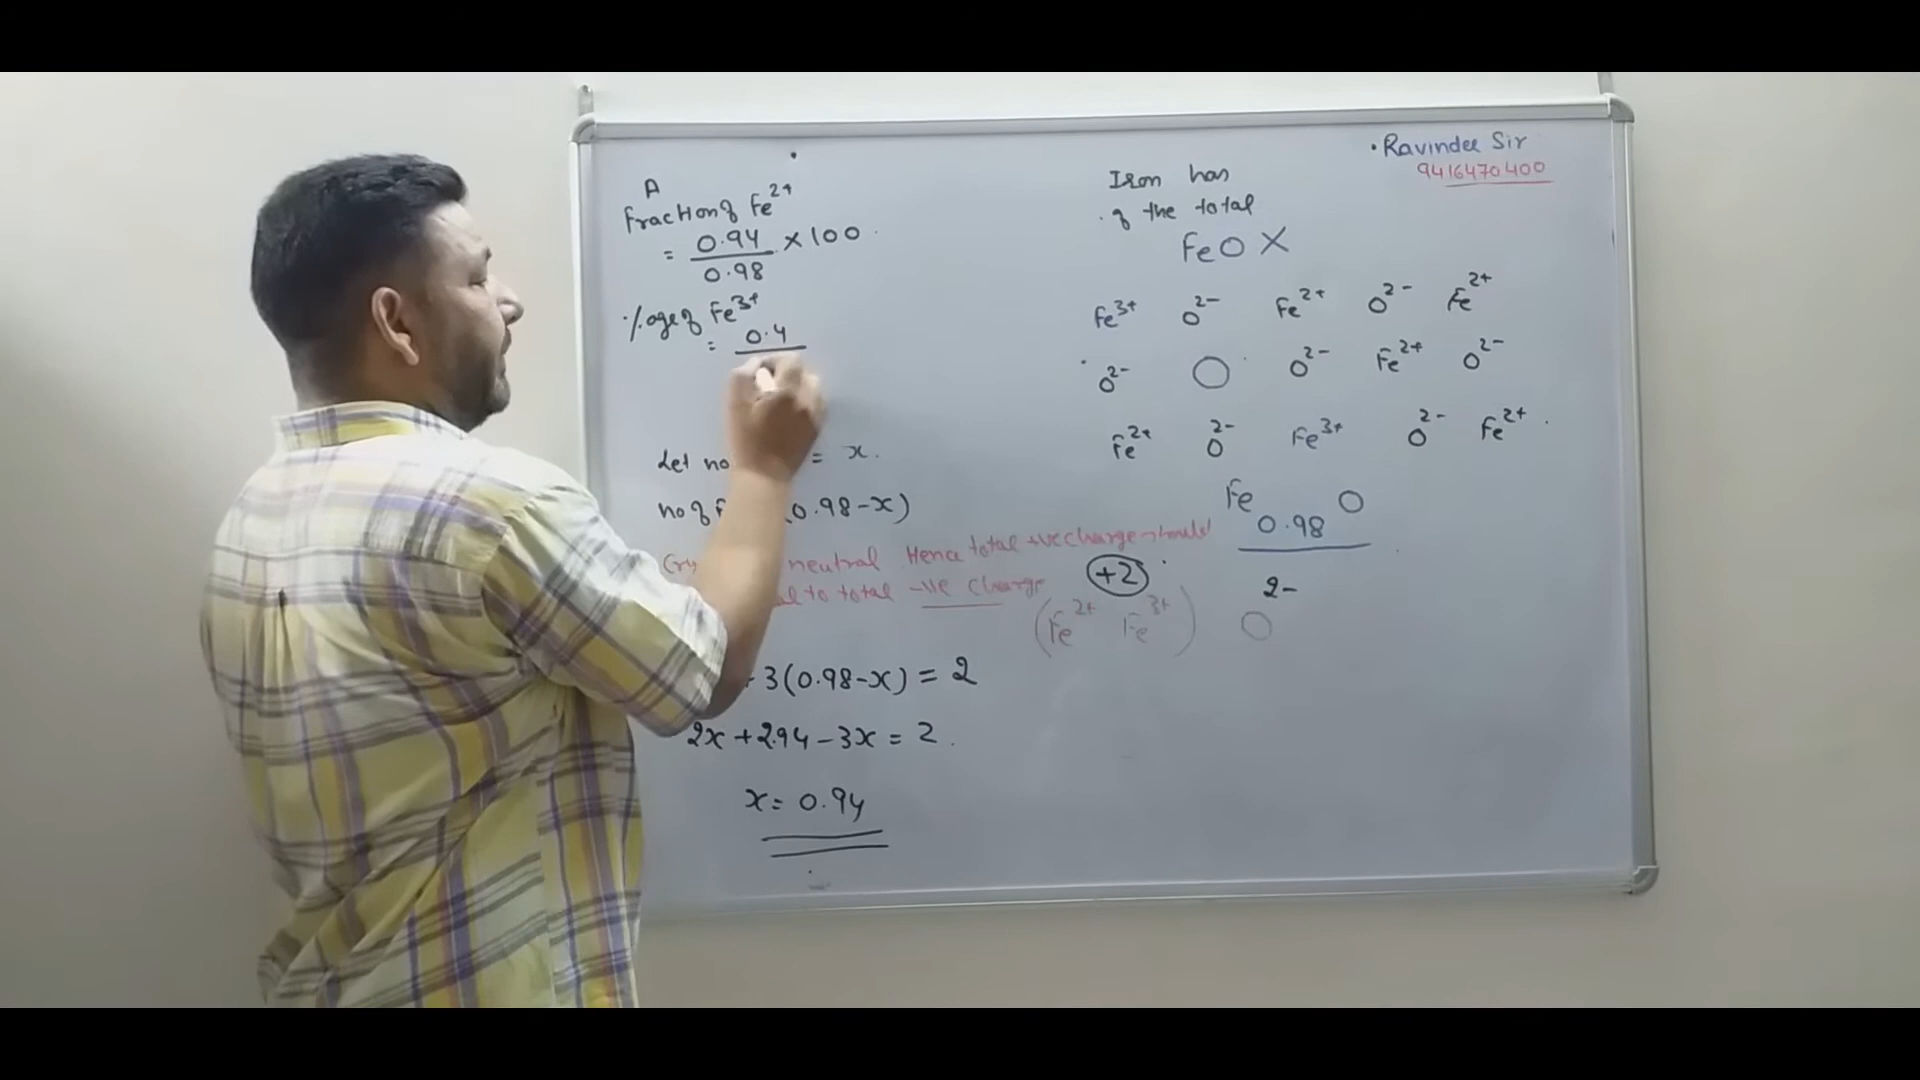 A
Fraction of Fe2+
= 0.94 / 0.98 × 100
%age of Fe3+
= 0.4
Let no = x.
no of (0.98-x)
neutral Hence total +ve charge should
to total -ve charge
3(0.98-x) = 2
2x+2.94-3x = 2.
x = 0.94
• Ravinder Sir
9416470400
Iron has
of the total
FeO X
Fe3+ O2- Fe2+ O2- Fe2+
O2- O O2- Fe2+ O2-
Fe2+ O2- Fe3+ O2- Fe2+
Fe0.98 O
+2
(Fe2+ Fe3+) O2-